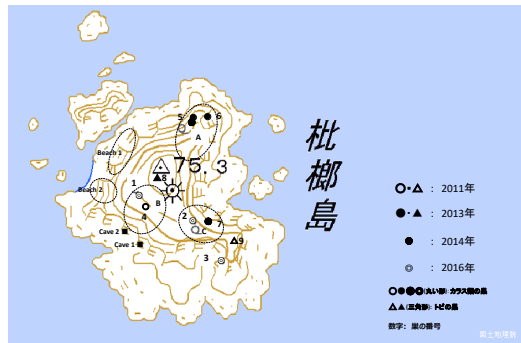 枇
榔
島
5
6
A
Beach 1
75.3
8
Beach 2
1
B
4
2
7
C
Cave 2
Cave 1
9
3
○・△ : 2011年
●・▲ : 2013年
● : 2014年
◎ : 2016年
(丸い形): カラス類の巣
△▲(三角形): トビの巣
数字: 巣の番号
国土地理院